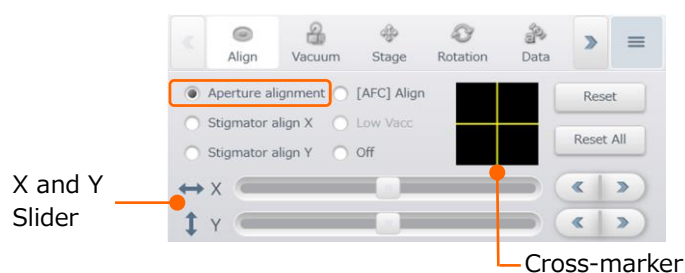 Align Vacuum Stage Rotation Data
Aperture alignment [AFC] Align
Reset
Stigmator align X Low Vacc
Reset All
Stigmator align Y Off
X and Y
Slider
X
Y
Cross-marker